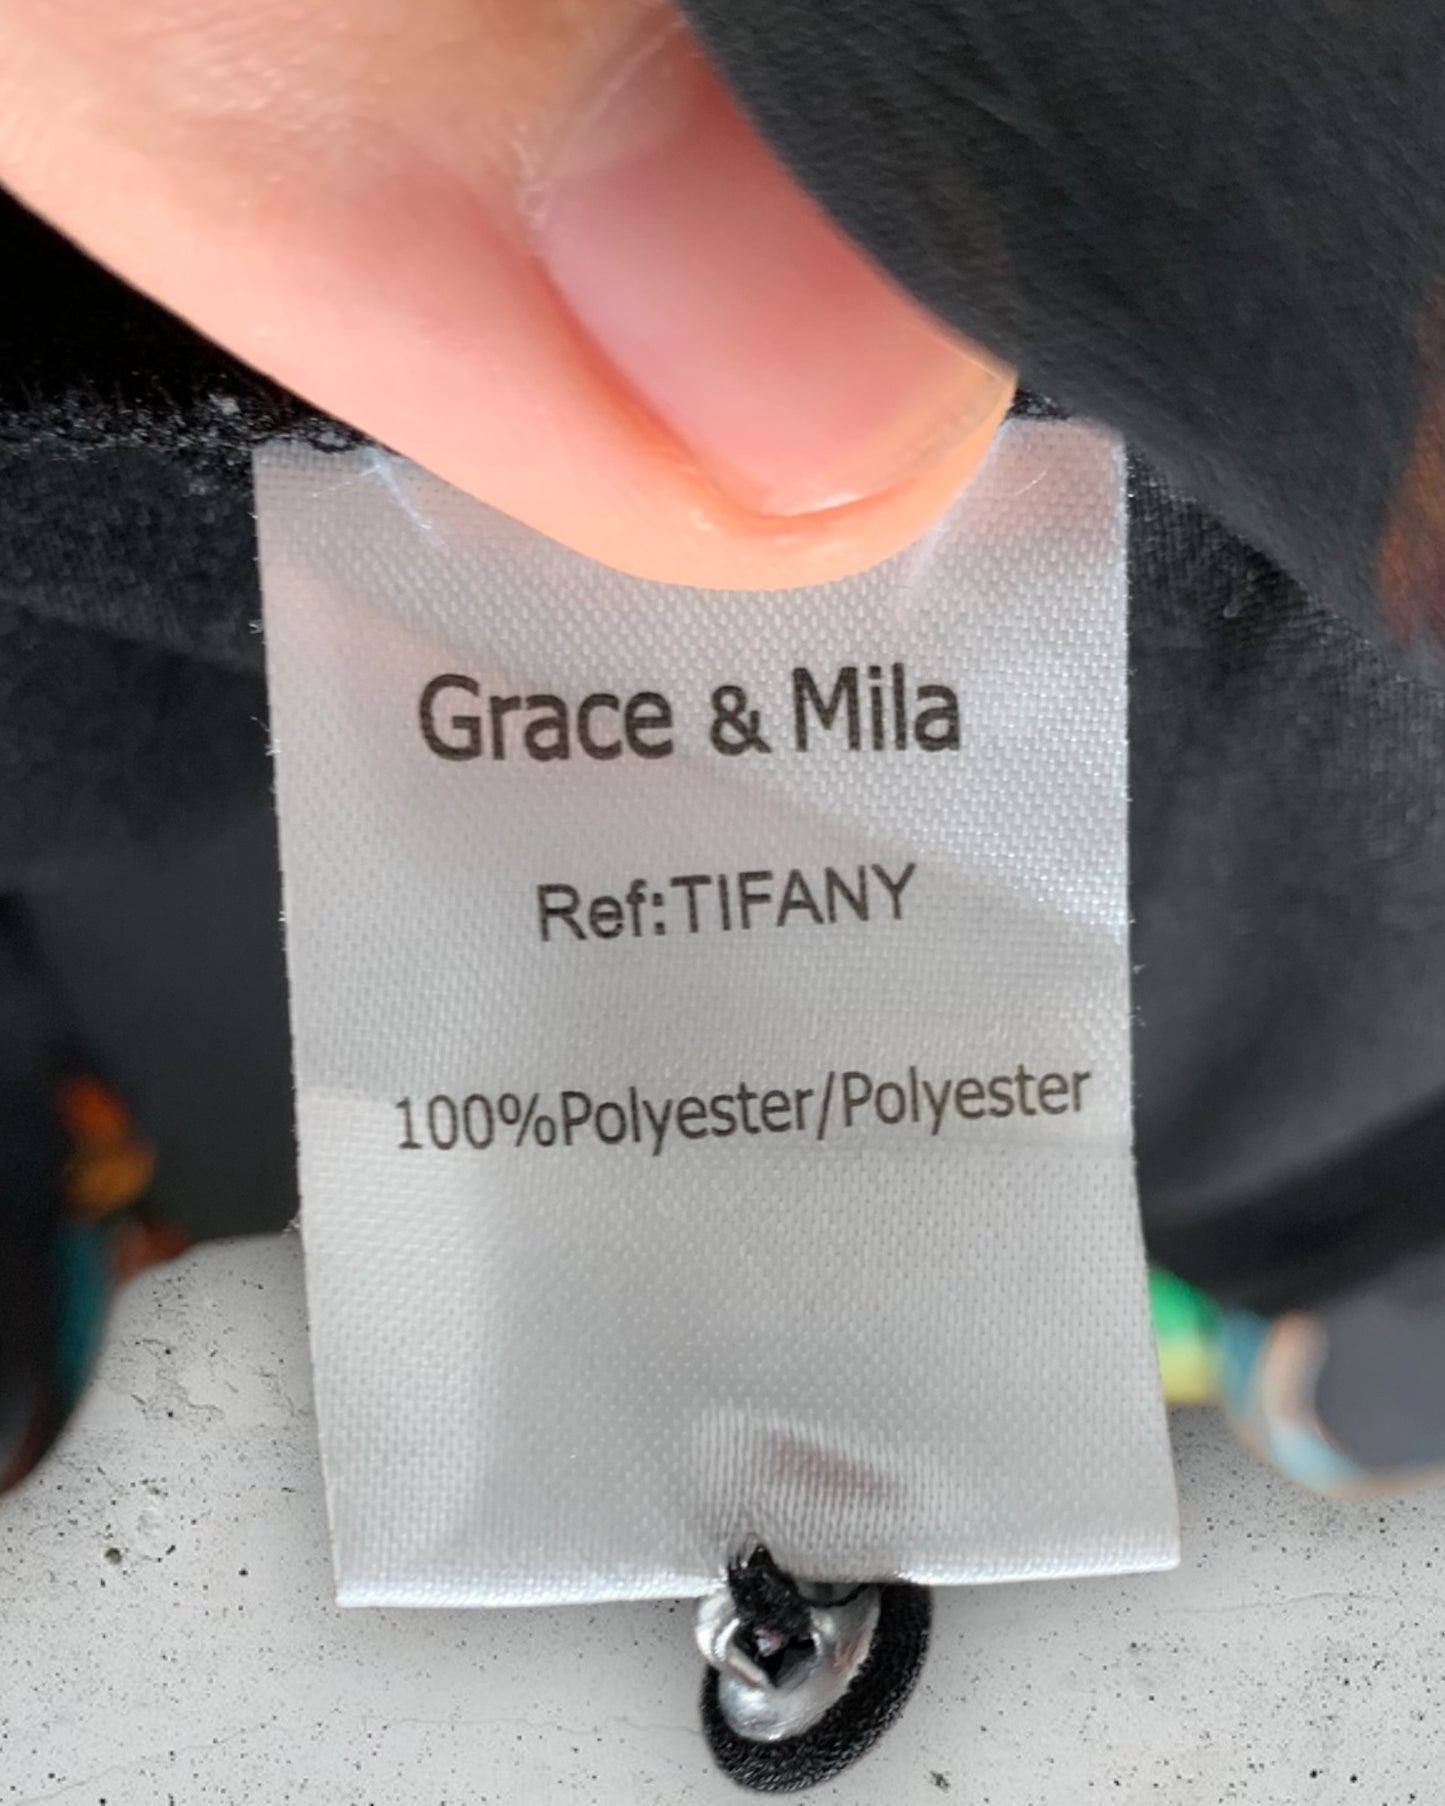 Grace & Mila
Ref:TIFANY
100%Polyester/Polyester